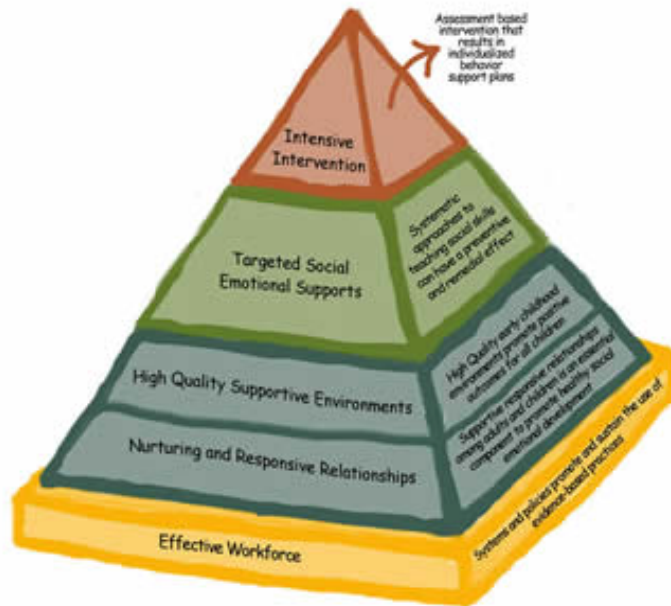 Assessment based
intervention that
results in
individualized
behavior
support plans
Intensive
Intervention
Systematic
approaches to
teaching social skills
can have a preventive
and remedial effect
Targeted Social
Emotional Supports
High Quality early childhood
environments promote positive
outcomes for all children
High Quality Supportive Environments
Supportive responsive relationships
among adults and children is an essential
component to promote healthy social
emotional development
Nurturing and Responsive Relationships
Systems and policies promote and sustain the use of
evidence-based practices
Effective Workforce